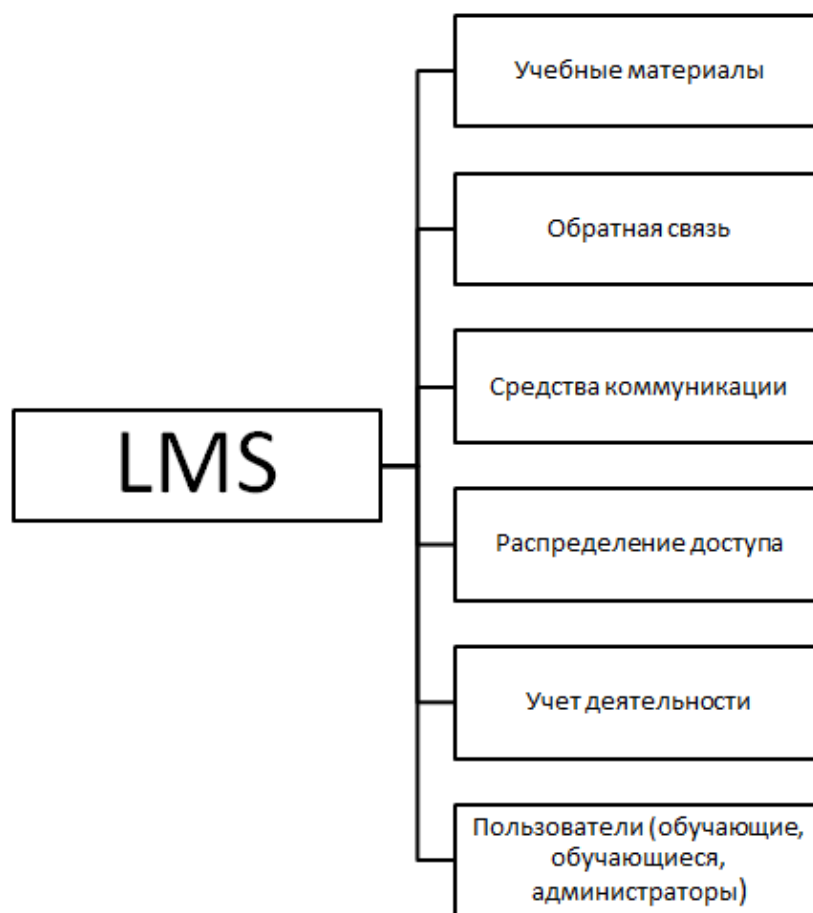 Учебные материалы
Обратная связь
Средства коммуникации
LMS
Распределение доступа
Учет деятельности
Пользователи (обучающие,
обучающиеся,
администраторы)